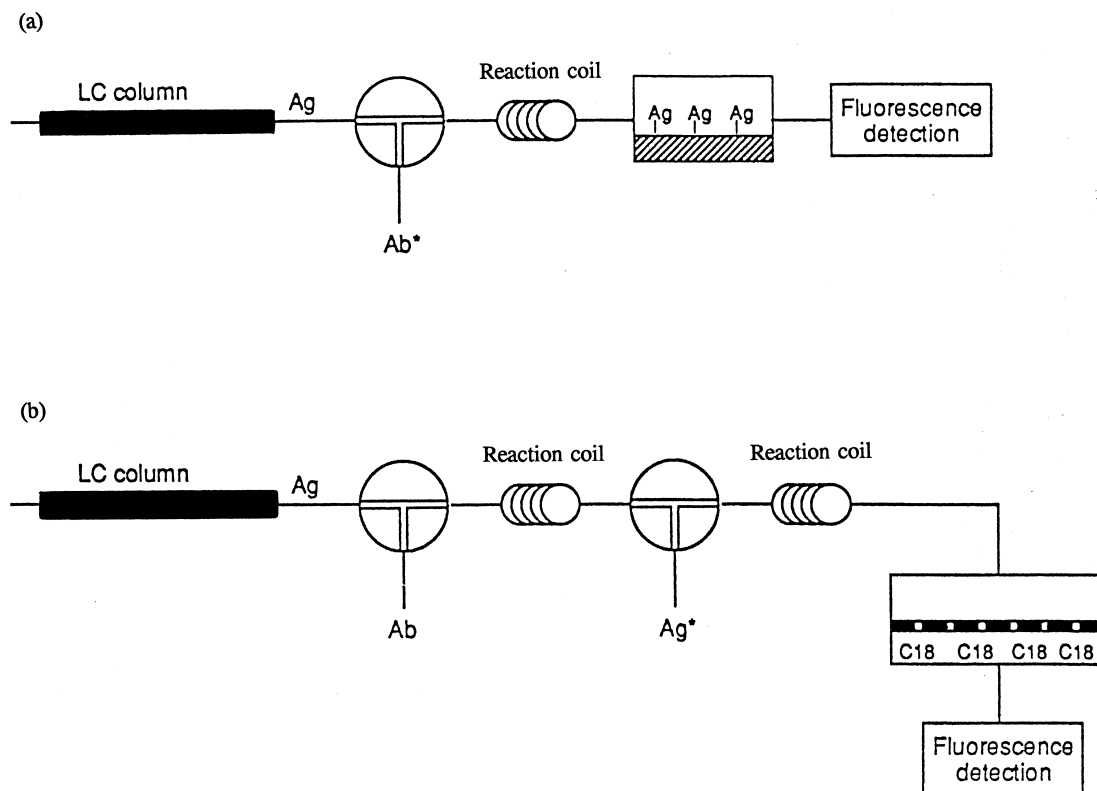 (a)
LC column
Ag
Reaction coil
Ag Ag Ag
Fluorescence
detection
Ab*
(b)
LC column
Ag
Reaction coil
Reaction coil
Ab
Ag*
C18 C18 C18 C18
Fluorescence
detection